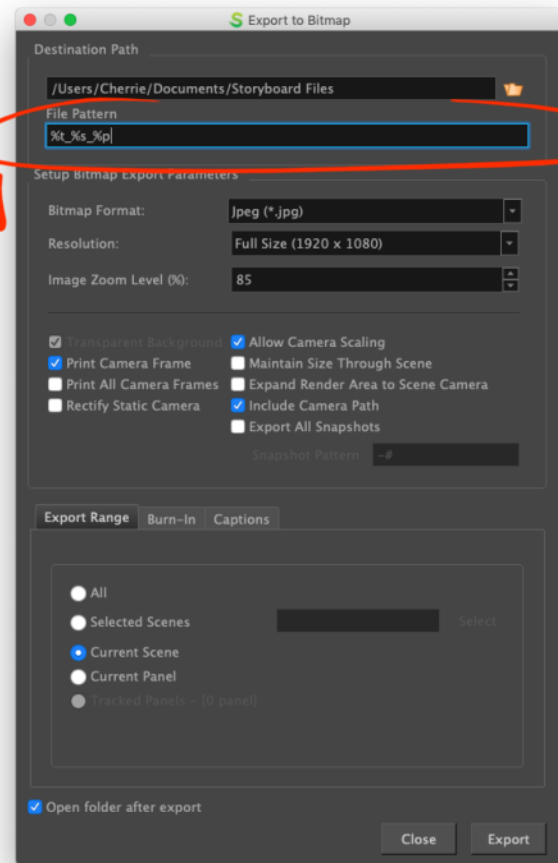 Export to Bitmap
Destination Path
/Users/Cherrie/Documents/Storyboard Files
File Pattern
%t_%s_%p
Setup Bitmap Export Parameters
Bitmap Format: Jpeg (*.jpg)
Resolution: Full Size (1920 x 1080)
Image Zoom Level (%): 85
Transparent Background Allow Camera Scaling
Print Camera Frame Maintain Size Through Scene
Print All Camera Frames Expand Render Area to Scene Camera
Rectify Static Camera Include Camera Path
Export All Snapshots
Snapshot Pattern -#
Export Range Burn-In Captions
All
Selected Scenes Select
Current Scene
Current Panel
Tracked Panels - [0 panel]
Open folder after export
Close Export